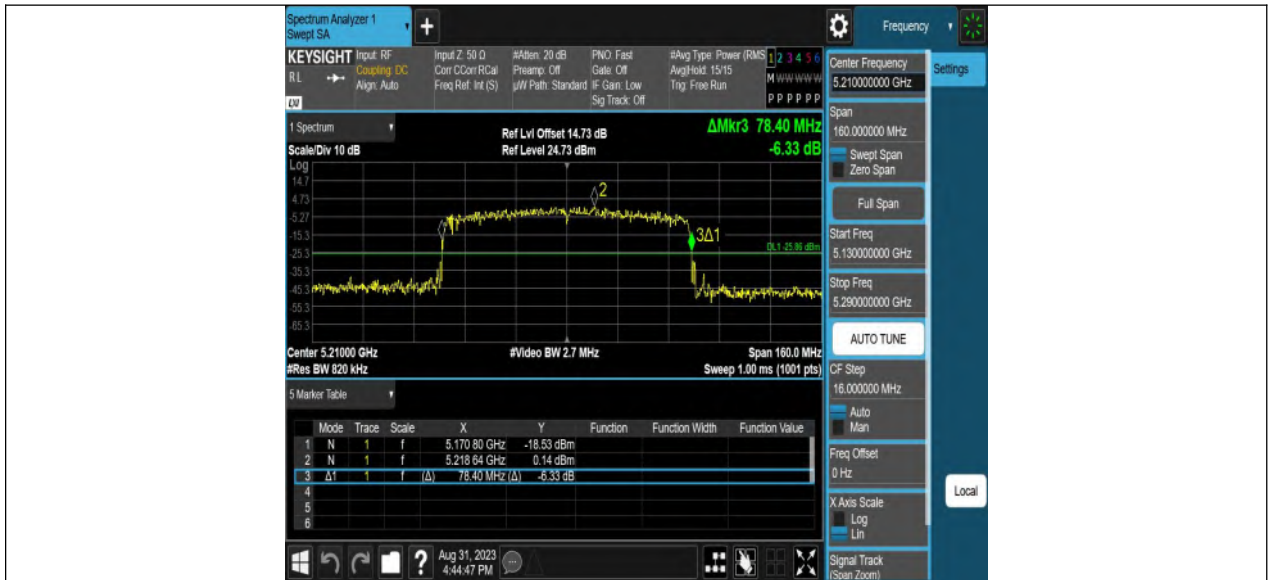 Spectrum Analyzer 1
Swept SA
+
Frequency
KEYSIGHT Input: RF Input Z: 50 Ω #Atten: 20 dB PNO: Fast #Avg Type: Power (RMS 1 2 3 4 5 6
RL Coupling: DC Corr CCorr RCal Preamp: Off Gate: Off Avg|Hold: 15/15 M W W W W W
Align: Auto Freq Ref: Int (S) µW Path: Standard IF Gain: Low Trig: Free Run
LXI Sig Track: Off P P P P P P
1 Spectrum
Ref Lvl Offset 14.73 dB
ΔMkr3 78.40 MHz
Scale/Div 10 dB
Ref Level 24.73 dBm
-6.33 dB
Log
14.7
4.73
-5.27
-15.3
-25.3
-35.3
-45.3
-55.3
-65.3
2
3Δ1
DL1 -25.86 dBm
Center 5.21000 GHz #Video BW 2.7 MHz Span 160.0 MHz
#Res BW 820 kHz Sweep 1.00 ms (1001 pts)
5 Marker Table
Mode Trace Scale X Y Function Function Width Function Value
1 N 1 f 5.170 80 GHz -18.53 dBm
2 N 1 f 5.218 64 GHz 0.14 dBm
3 Δ1 1 f (Δ) 78.40 MHz (Δ) -6.33 dB
4
5
6
?
Aug 31, 2023
4:44:47 PM
Center Frequency
5.210000000 GHz
Settings
Span
160.000000 MHz
Swept Span
Zero Span
Full Span
Start Freq
5.130000000 GHz
Stop Freq
5.290000000 GHz
AUTO TUNE
CF Step
16.000000 MHz
Auto
Man
Freq Offset
0 Hz
Local
X Axis Scale
Log
Lin
Signal Track
(Span Zoom)